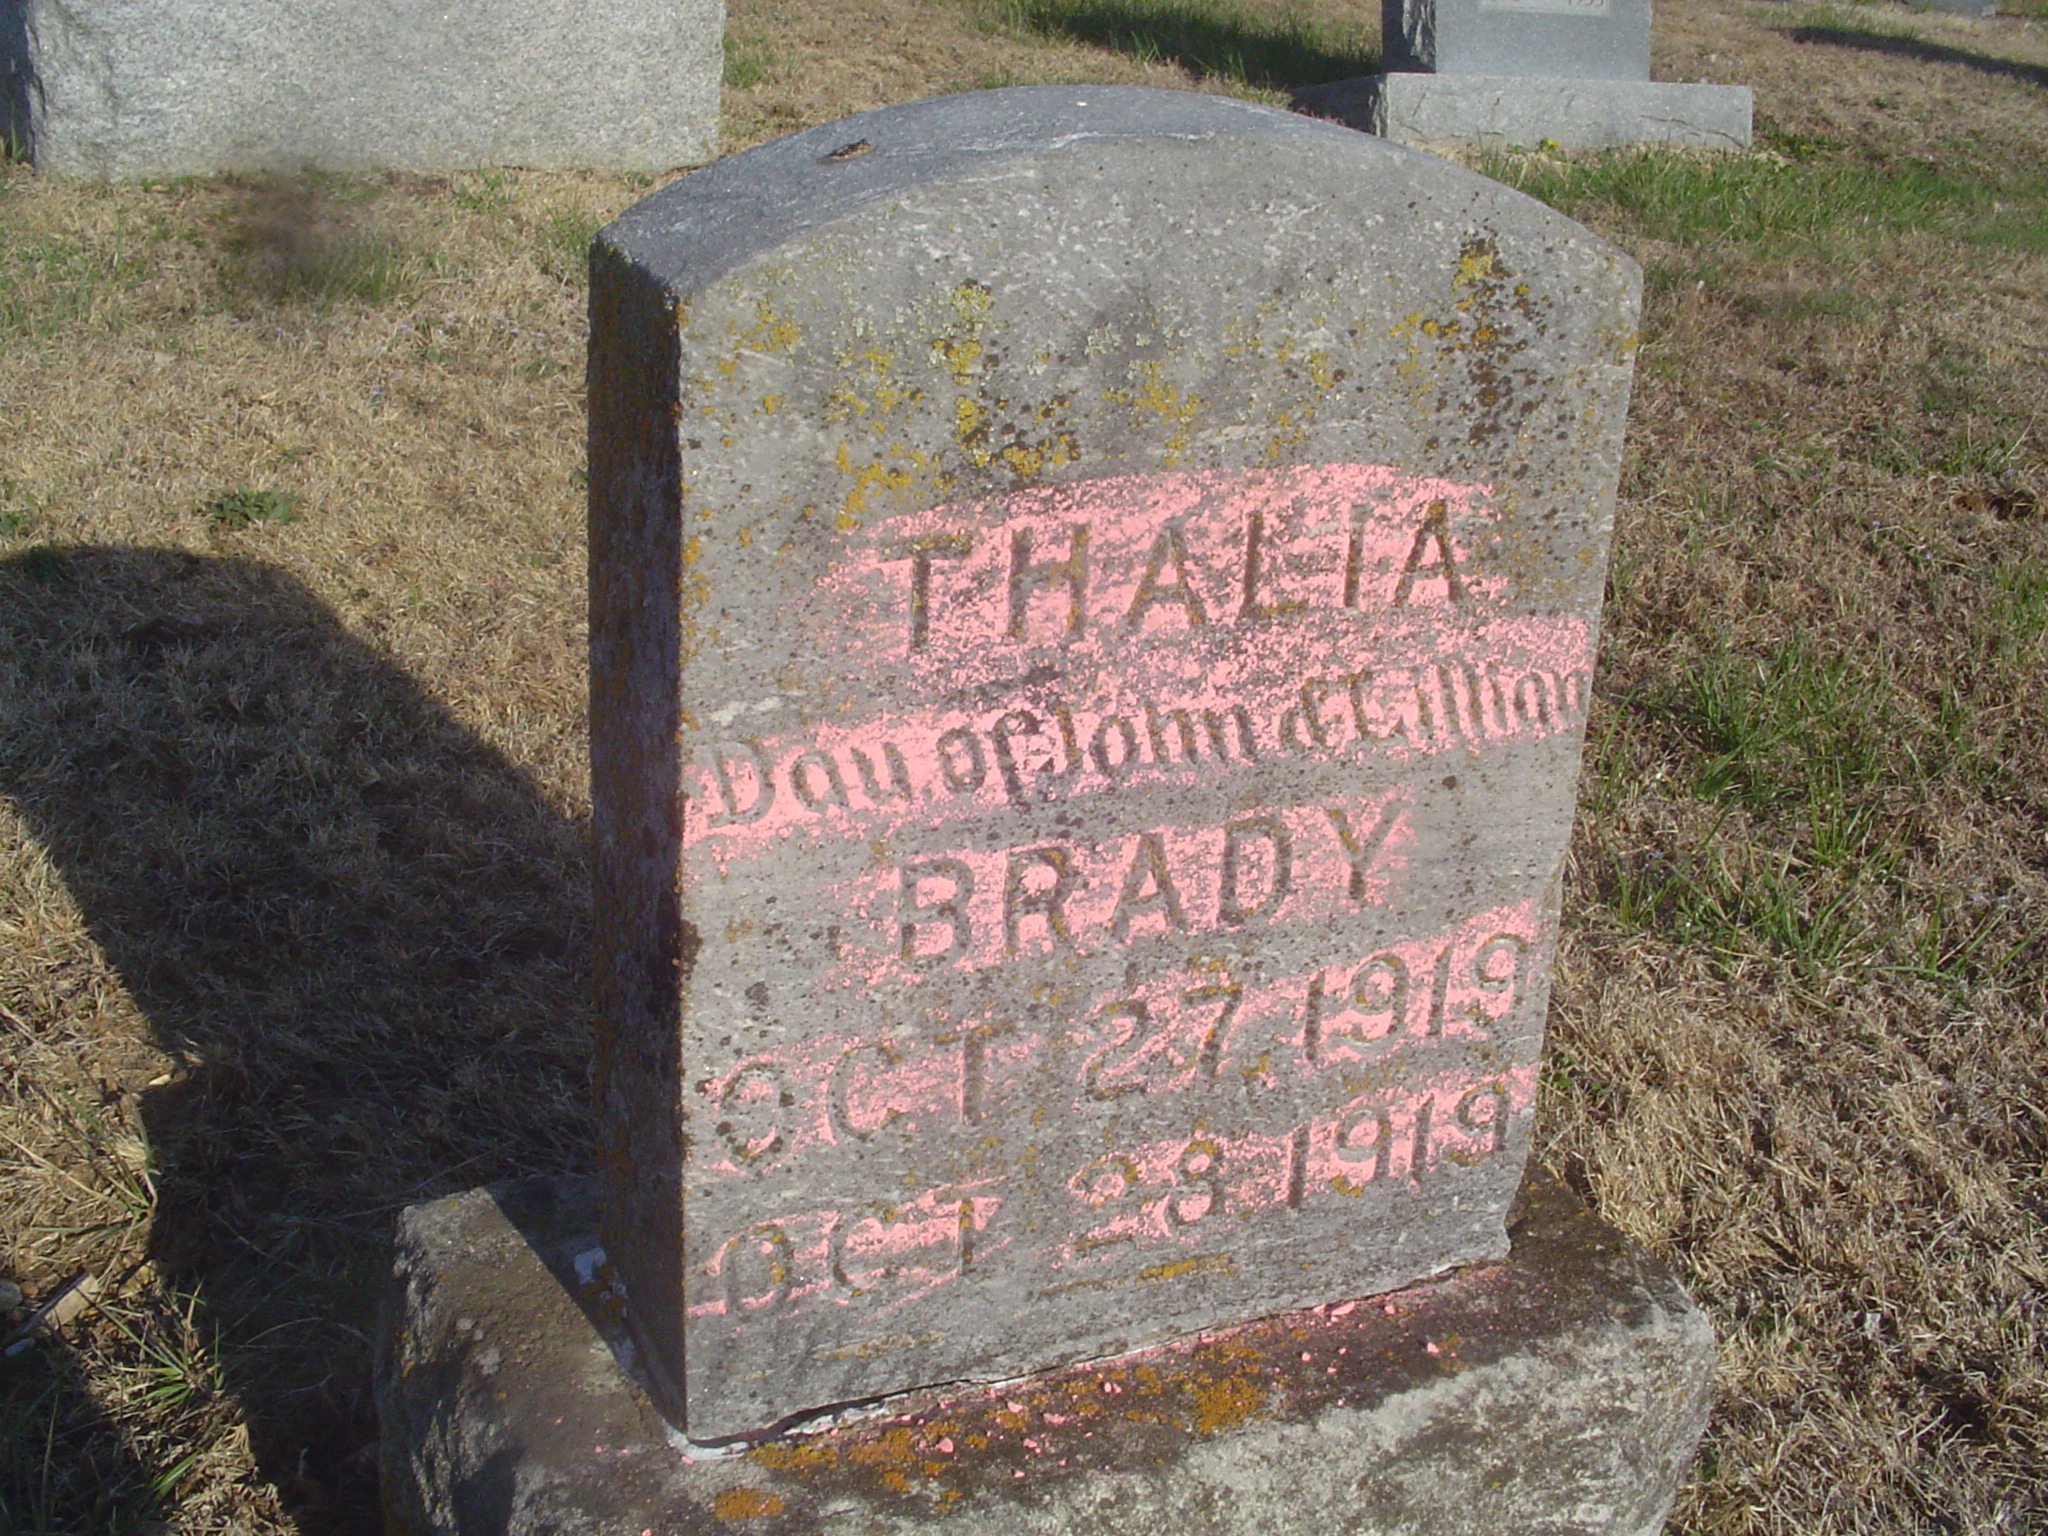 THALIA
Dau. of John & Lillian
BRADY
OCT 27, 1919
OCT 28 1919